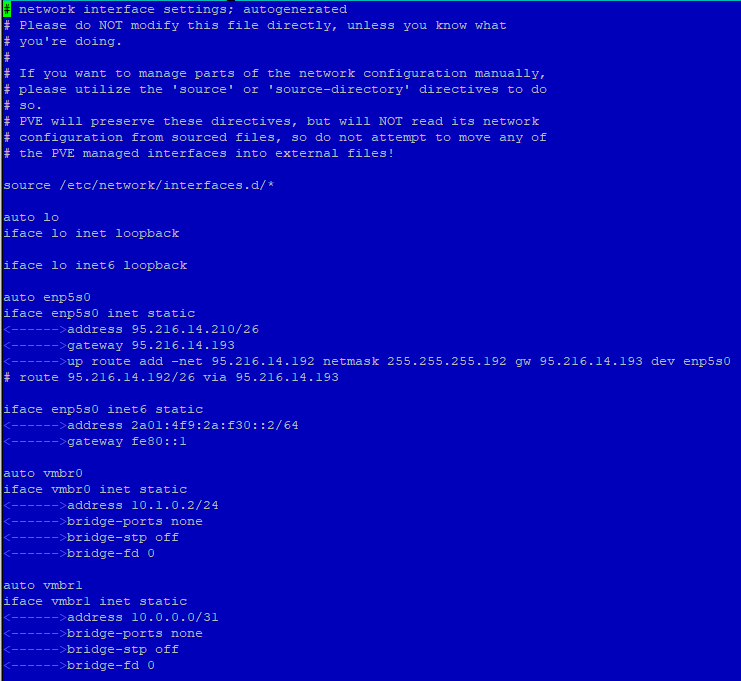 # network interface settings; autogenerated
# Please do NOT modify this file directly, unless you know what
# you're doing.
#
# If you want to manage parts of the network configuration manually,
# please utilize the 'source' or 'source-directory' directives to do
# so.
# PVE will preserve these directives, but will NOT read its network
# configuration from sourced files, so do not attempt to move any of
# the PVE managed interfaces into external files!

source /etc/network/interfaces.d/*

auto lo
iface lo inet loopback

iface lo inet6 loopback

auto enp5s0
iface enp5s0 inet static
<------>address 95.216.14.210/26
<------>gateway 95.216.14.193
<------>up route add -net 95.216.14.192 netmask 255.255.255.192 gw 95.216.14.193 dev enp5s0
# route 95.216.14.192/26 via 95.216.14.193

iface enp5s0 inet6 static
<------>address 2a01:4f9:2a:f30::2/64
<------>gateway fe80::1

auto vmbr0
iface vmbr0 inet static
<------>address 10.1.0.2/24
<------>bridge-ports none
<------>bridge-stp off
<------>bridge-fd 0

auto vmbr1
iface vmbr1 inet static
<------>address 10.0.0.0/31
<------>bridge-ports none
<------>bridge-stp off
<------>bridge-fd 0